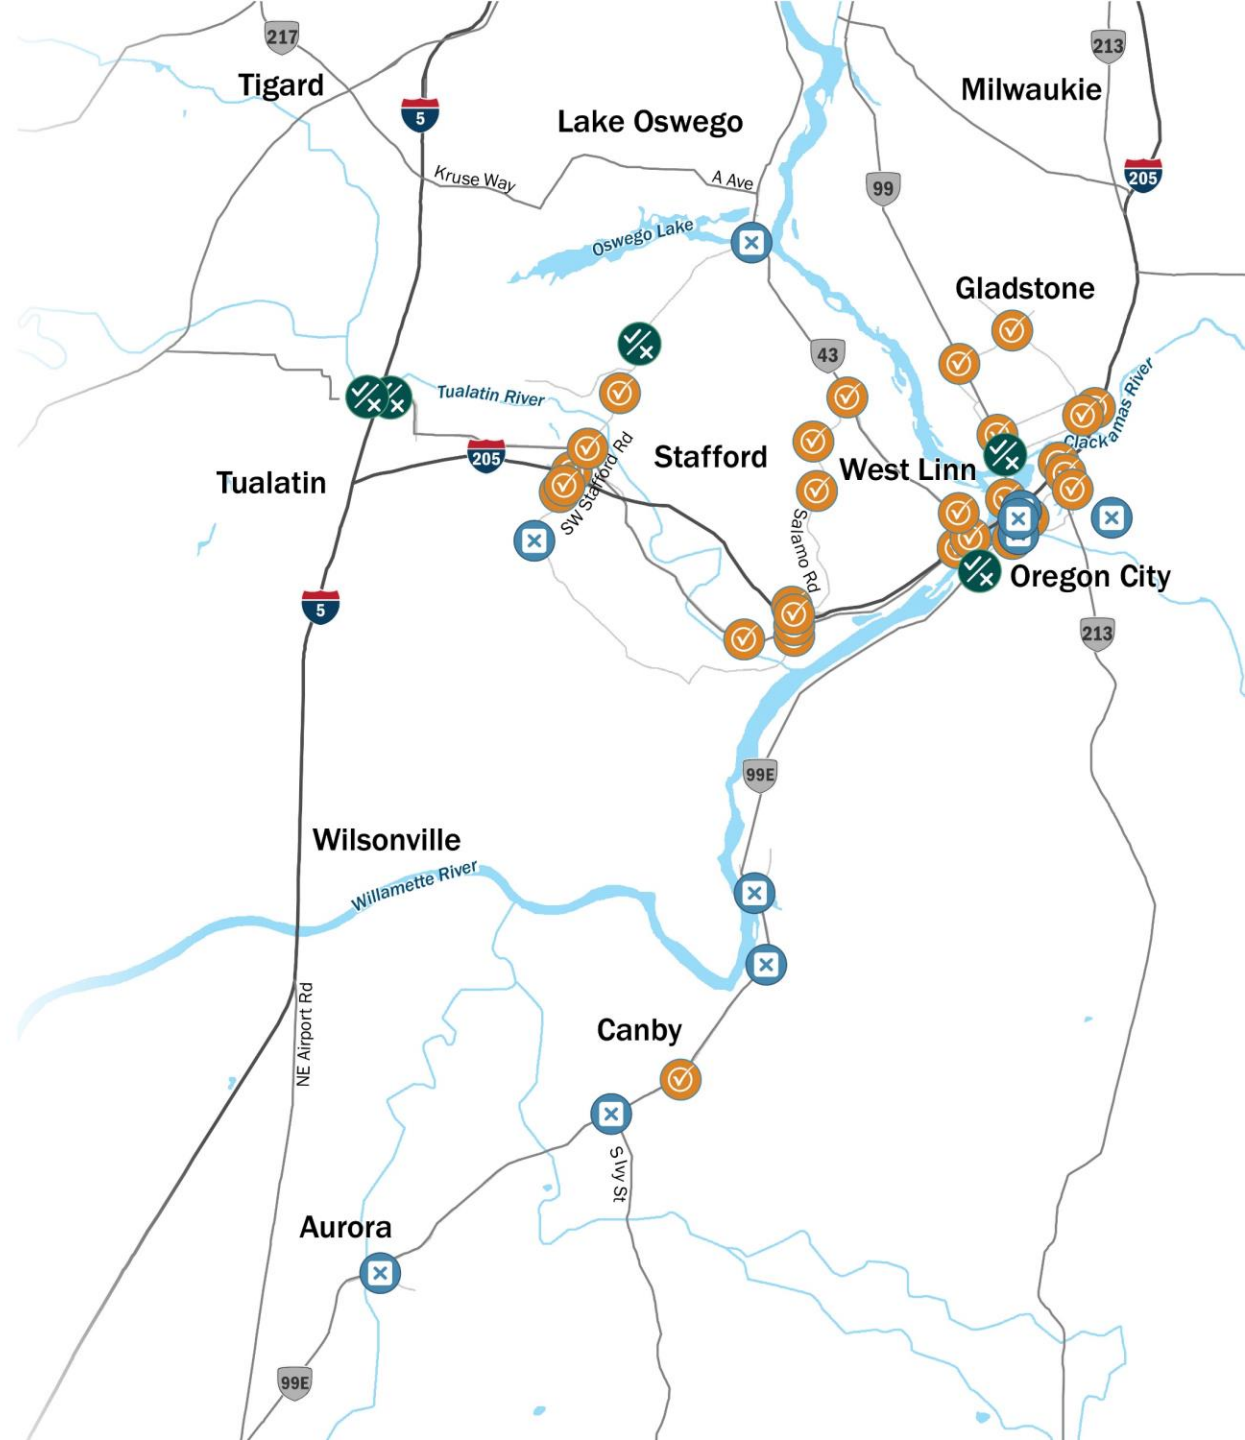 217
213
Tigard
Milwaukie
5
Lake Oswego
205
Kruse Way
A Ave
99
Oswego Lake
Gladstone
43
Tualatin River
Clackamas River
205
SW Stafford Rd
Stafford
West Linn
Tualatin
Salamo Rd
Oregon City
5
213
99E
Wilsonville
Willamette River
NE Airport Rd
Canby
S Ivy St
Aurora
99E